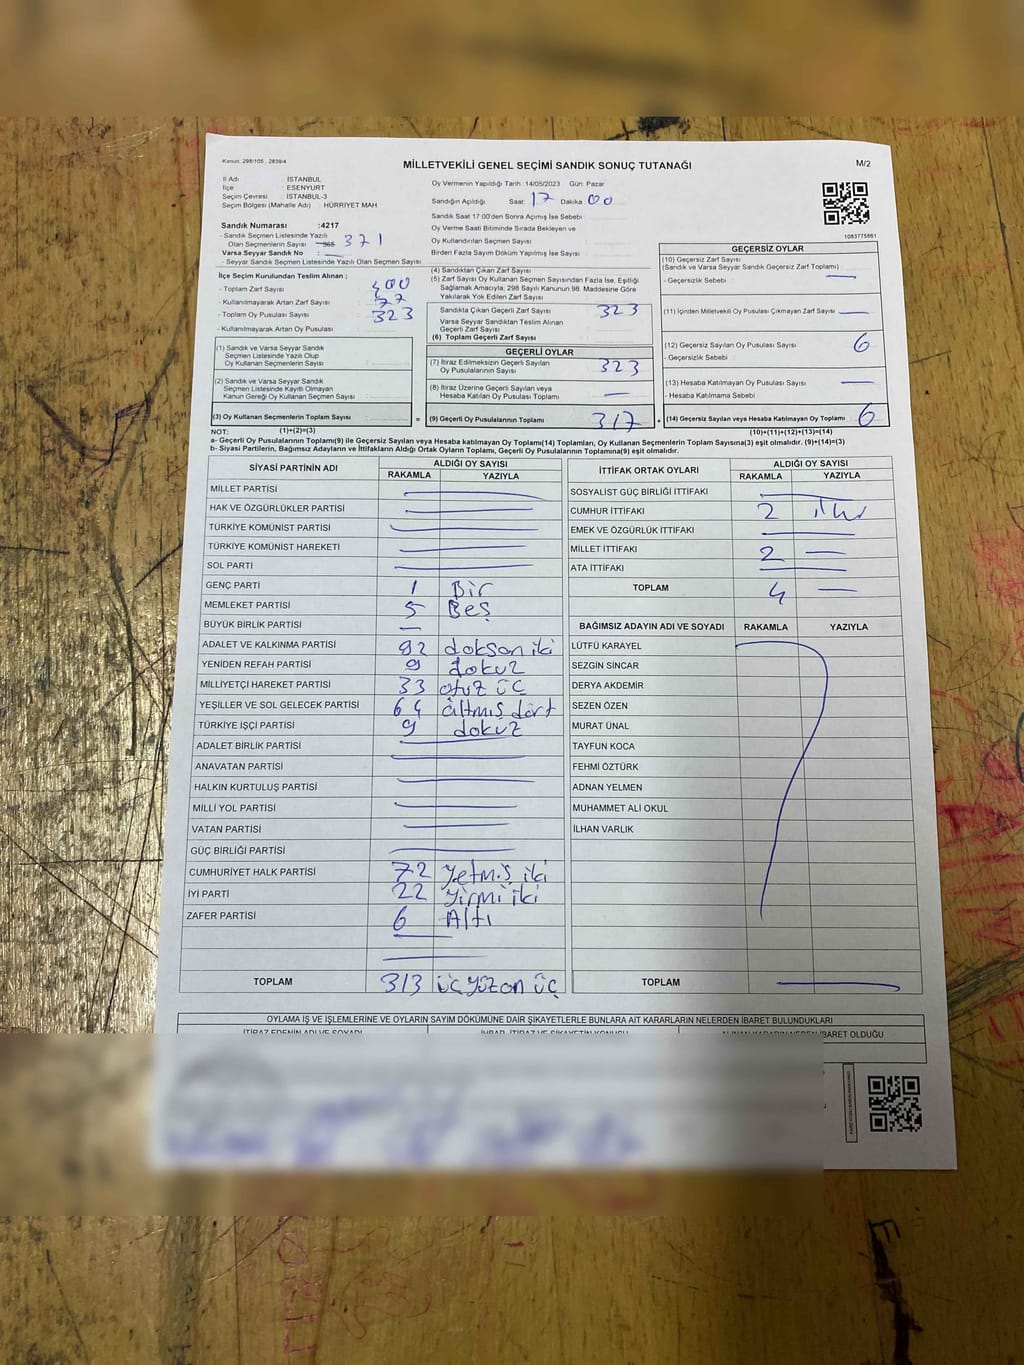 Kanun: 298/105 , 2839/4
MİLLETVEKİLİ GENEL SEÇİMİ SANDIK SONUÇ TUTANAĞI
M/2
İli Adı : İSTANBUL
İlçe : ESENYURT
Seçim Çevresi : İSTANBUL-3
Seçim Bölgesi (Mahalle Adı) : HÜRRİYET MAH
Sandık Numarası :4217
- Sandık Seçmen Listesinde Yazılı
Olan Seçmenlerin Sayısı : 365 371
Varsa Seyyar Sandık No :
- Seyyar Sandık Seçmen Listesinde Yazılı Olan Seçmen Sayısı :
İlçe Seçim Kurulundan Teslim Alınan ;
- Toplam Zarf Sayısı : 400
- Kullanılmayarak Artan Zarf Sayısı : 77
- Toplam Oy Pusulası : 323
- Kullanılmayarak Artan Oy Pusulası :
(1) Sandık ve Varsa Seyyar Sandık
Seçmen Listesinde Yazılı Olup
Oy Kullanan Seçmenlerin Sayısı :
(2) Sandık ve Varsa Seyyar Sandık
Seçmen Listesinde Kayıtlı Olmayan
Kanun Gereği Oy Kullanan Seçmen Sayısı :
(3) Oy Kullanan Seçmenlerin Toplam Sayısı :
Oy Vermenin Yapıldığı Tarih :14/05/2023 Gün: Pazar
Sandığın Açıldığı Saat 17 Dakika 00
Sandık Saat 17:00'den Sonra Açımış İse Sebebi :
Oy Verme Saati Bitiminde Sırada Bekleyen ve
Oy Kullandırılan Seçmen Sayısı
Birden Fazla Sayım Döküm Yapılmış İse Sayısı :
(4) Sandıktan Çıkan Zarf Sayısı
(5) Zarf Sayısı Oy Kullanan Seçmen Sayısından Fazla İse, Eşitliği
Sağlamak Amacıyla, 298 Sayılı Kanunun 98. Maddesine Göre
Yakılarak Yok Edilen Zarf Sayısı
Sandıkta Çıkan Geçerli Zarf Sayısı : 323
Varsa Seyyar Sandıktan Teslim Alınan
Geçerli Zarf Sayısı
(6) Toplam Geçerli Zarf Sayısı
GEÇERLİ OYLAR
(7) İtiraz Edilmeksizin Geçerli Sayılan
Oy Pusulalarının Sayısı : 323
(8) İtiraz Üzerine Geçerli Sayılan veya
Hesaba Katılan Oy Pusulası Sayısı : —
= (9) Geçerli Oy Pusulalarının Toplamı : 317
1083775881
GEÇERSİZ OYLAR
(10) Geçersiz Zarf Sayısı
(Sandık ve Varsa Seyyar Sandık Geçersiz Zarf Toplamı) :
- Geçersizlik Sebebi : —
(11) İçinden Milletvekili Oy Pusulası Çıkmayan Zarf Sayısı : —
(12) Geçersiz Sayılan Oy Pusulası Sayısı : 6
- Geçersizlik Sebebi :
(13) Hesaba Katılmayan Oy Pusulası Sayısı : —
- Hesaba Katılmama Sebebi :
+ (14) Geçersiz Sayılan veya Hesaba Katılmayan Oy Toplamı : 6
NOT: (1)+(2)=(3) (10)+(11)+(12)+(13)=(14)
a- Geçerli Oy Pusulalarının Toplamı(9) ile Geçersiz Sayılan veya Hesaba katılmayan Oy Toplamı(14) Toplamları, Oy Kullanan Seçmenlerin Toplam Sayısına(3) eşit olmalıdır. (9)+(14)=(3)
b- Siyasi Partilerin, Bağımsız Adayların ve İttifakların Aldığı Ortak Oyların Toplamı, Geçerli Oy Pusulalarının Toplamına(9) eşit olmalıdır.
SİYASİ PARTİNİN ADI ALDIĞI OY SAYISI
RAKAMLA YAZIYLA
MİLLET PARTİSİ —
HAK VE ÖZGÜRLÜKLER PARTİSİ —
TÜRKİYE KOMÜNİST PARTİSİ —
TÜRKİYE KOMÜNİST HAREKETİ —
SOL PARTİ —
GENÇ PARTİ 1 Bir
MEMLEKET PARTİSİ 5 Beş
BÜYÜK BİRLİK PARTİSİ —
ADALET VE KALKINMA PARTİSİ 92 doksan iki
YENİDEN REFAH PARTİSİ 9 dokuz
MİLLİYETÇİ HAREKET PARTİSİ 33 otuz üç
YEŞİLLER VE SOL GELECEK PARTİSİ 64 altmış dört
TÜRKİYE İŞÇİ PARTİSİ 9 dokuz
ADALET BİRLİK PARTİSİ —
ANAVATAN PARTİSİ —
HALKIN KURTULUŞ PARTİSİ —
MİLLİ YOL PARTİSİ —
VATAN PARTİSİ —
GÜÇ BİRLİĞİ PARTİSİ —
CUMHURİYET HALK PARTİSİ 72 yetmiş iki
İYİ PARTİ 22 yirmi iki
ZAFER PARTİSİ 6 Altı
TOPLAM 313 üç yüz on üç
İTTİFAK ORTAK OYLARI ALDIĞI OY SAYISI
RAKAMLA YAZIYLA
SOSYALİST GÜÇ BİRLİĞİ İTTİFAKI —
CUMHUR İTTİFAKI 2 iki
EMEK VE ÖZGÜRLÜK İTTİFAKI —
MİLLET İTTİFAKI 2 —
ATA İTTİFAKI —
TOPLAM 4 —
BAĞIMSIZ ADAYIN ADI VE SOYADI RAKAMLA YAZIYLA
LÜTFÜ KARAYEL
SEZGİN SİNCAR
DERYA AKDEMİR
SEZEN ÖZEN
MURAT ÜNAL
TAYFUN KOCA
FEHMİ ÖZTÜRK
ADNAN YELMEN
MUHAMMET ALİ OKUL
İLHAN VARLIK
TOPLAM —
OYLAMA İŞ VE İŞLEMLERİNE VE OYLARIN SAYIM DÖKÜMÜNE DAİR ŞİKAYETLERLE BUNLARA AİT KARARLARIN NELERDEN İBARET BULUNDUKLARI
İTİRAZ EDENİN ADI VE SOYADI İHBAR, İTİRAZ VE ŞİKAYETİN KONUSU ALINAN KARARIN NEDEN İBARET OLDUĞU